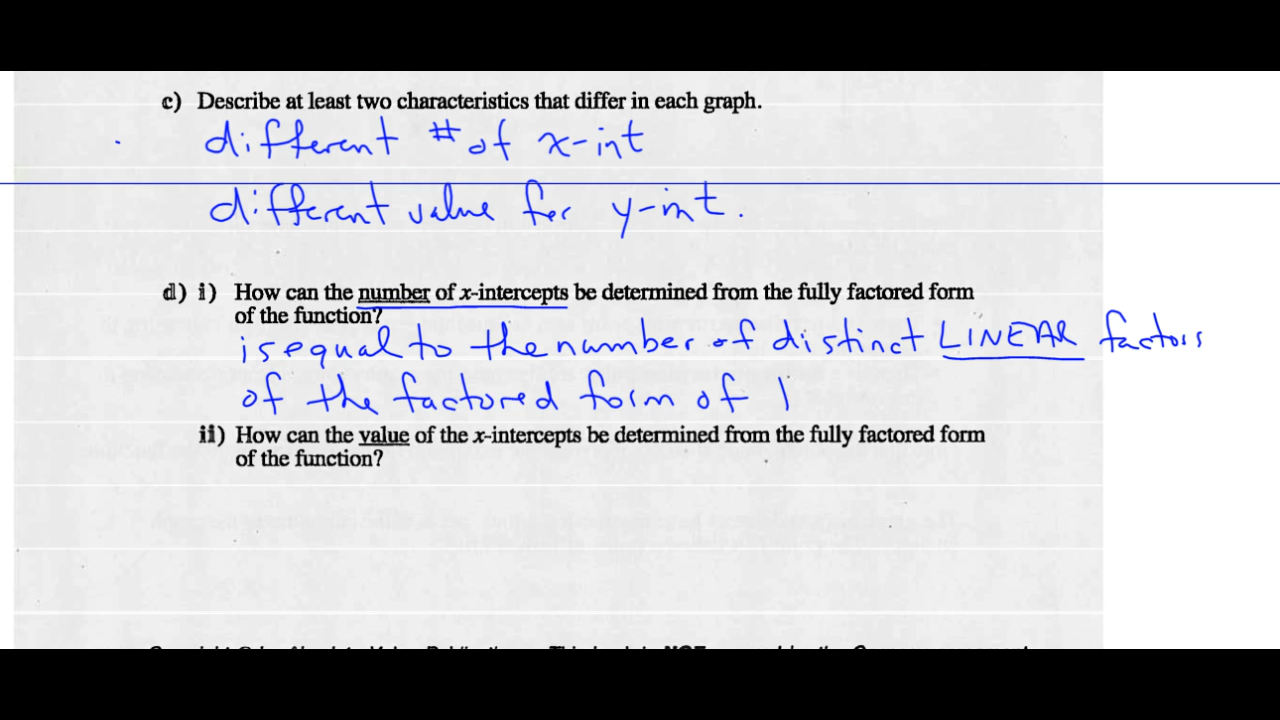 c) Describe at least two characteristics that differ in each graph.
different # of x-int
different value for y-int.
d) i) How can the number of x-intercepts be determined from the fully factored form
of the function?
is equal to the number of distinct LINEAR factors
of the factored form of
ii) How can the value of the x-intercepts be determined from the fully factored form
of the function?